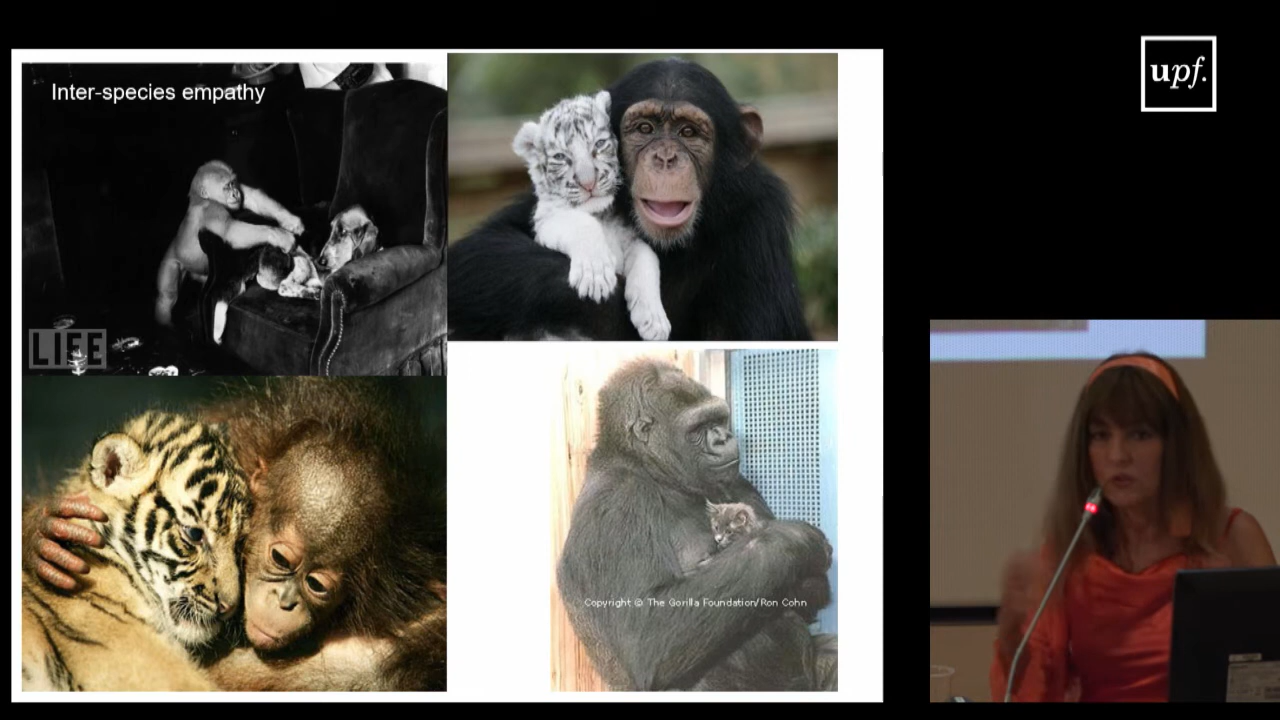 Inter-species empathy
LIFE
Copyright © The Gorilla Foundation/Ron Cohn
upf.